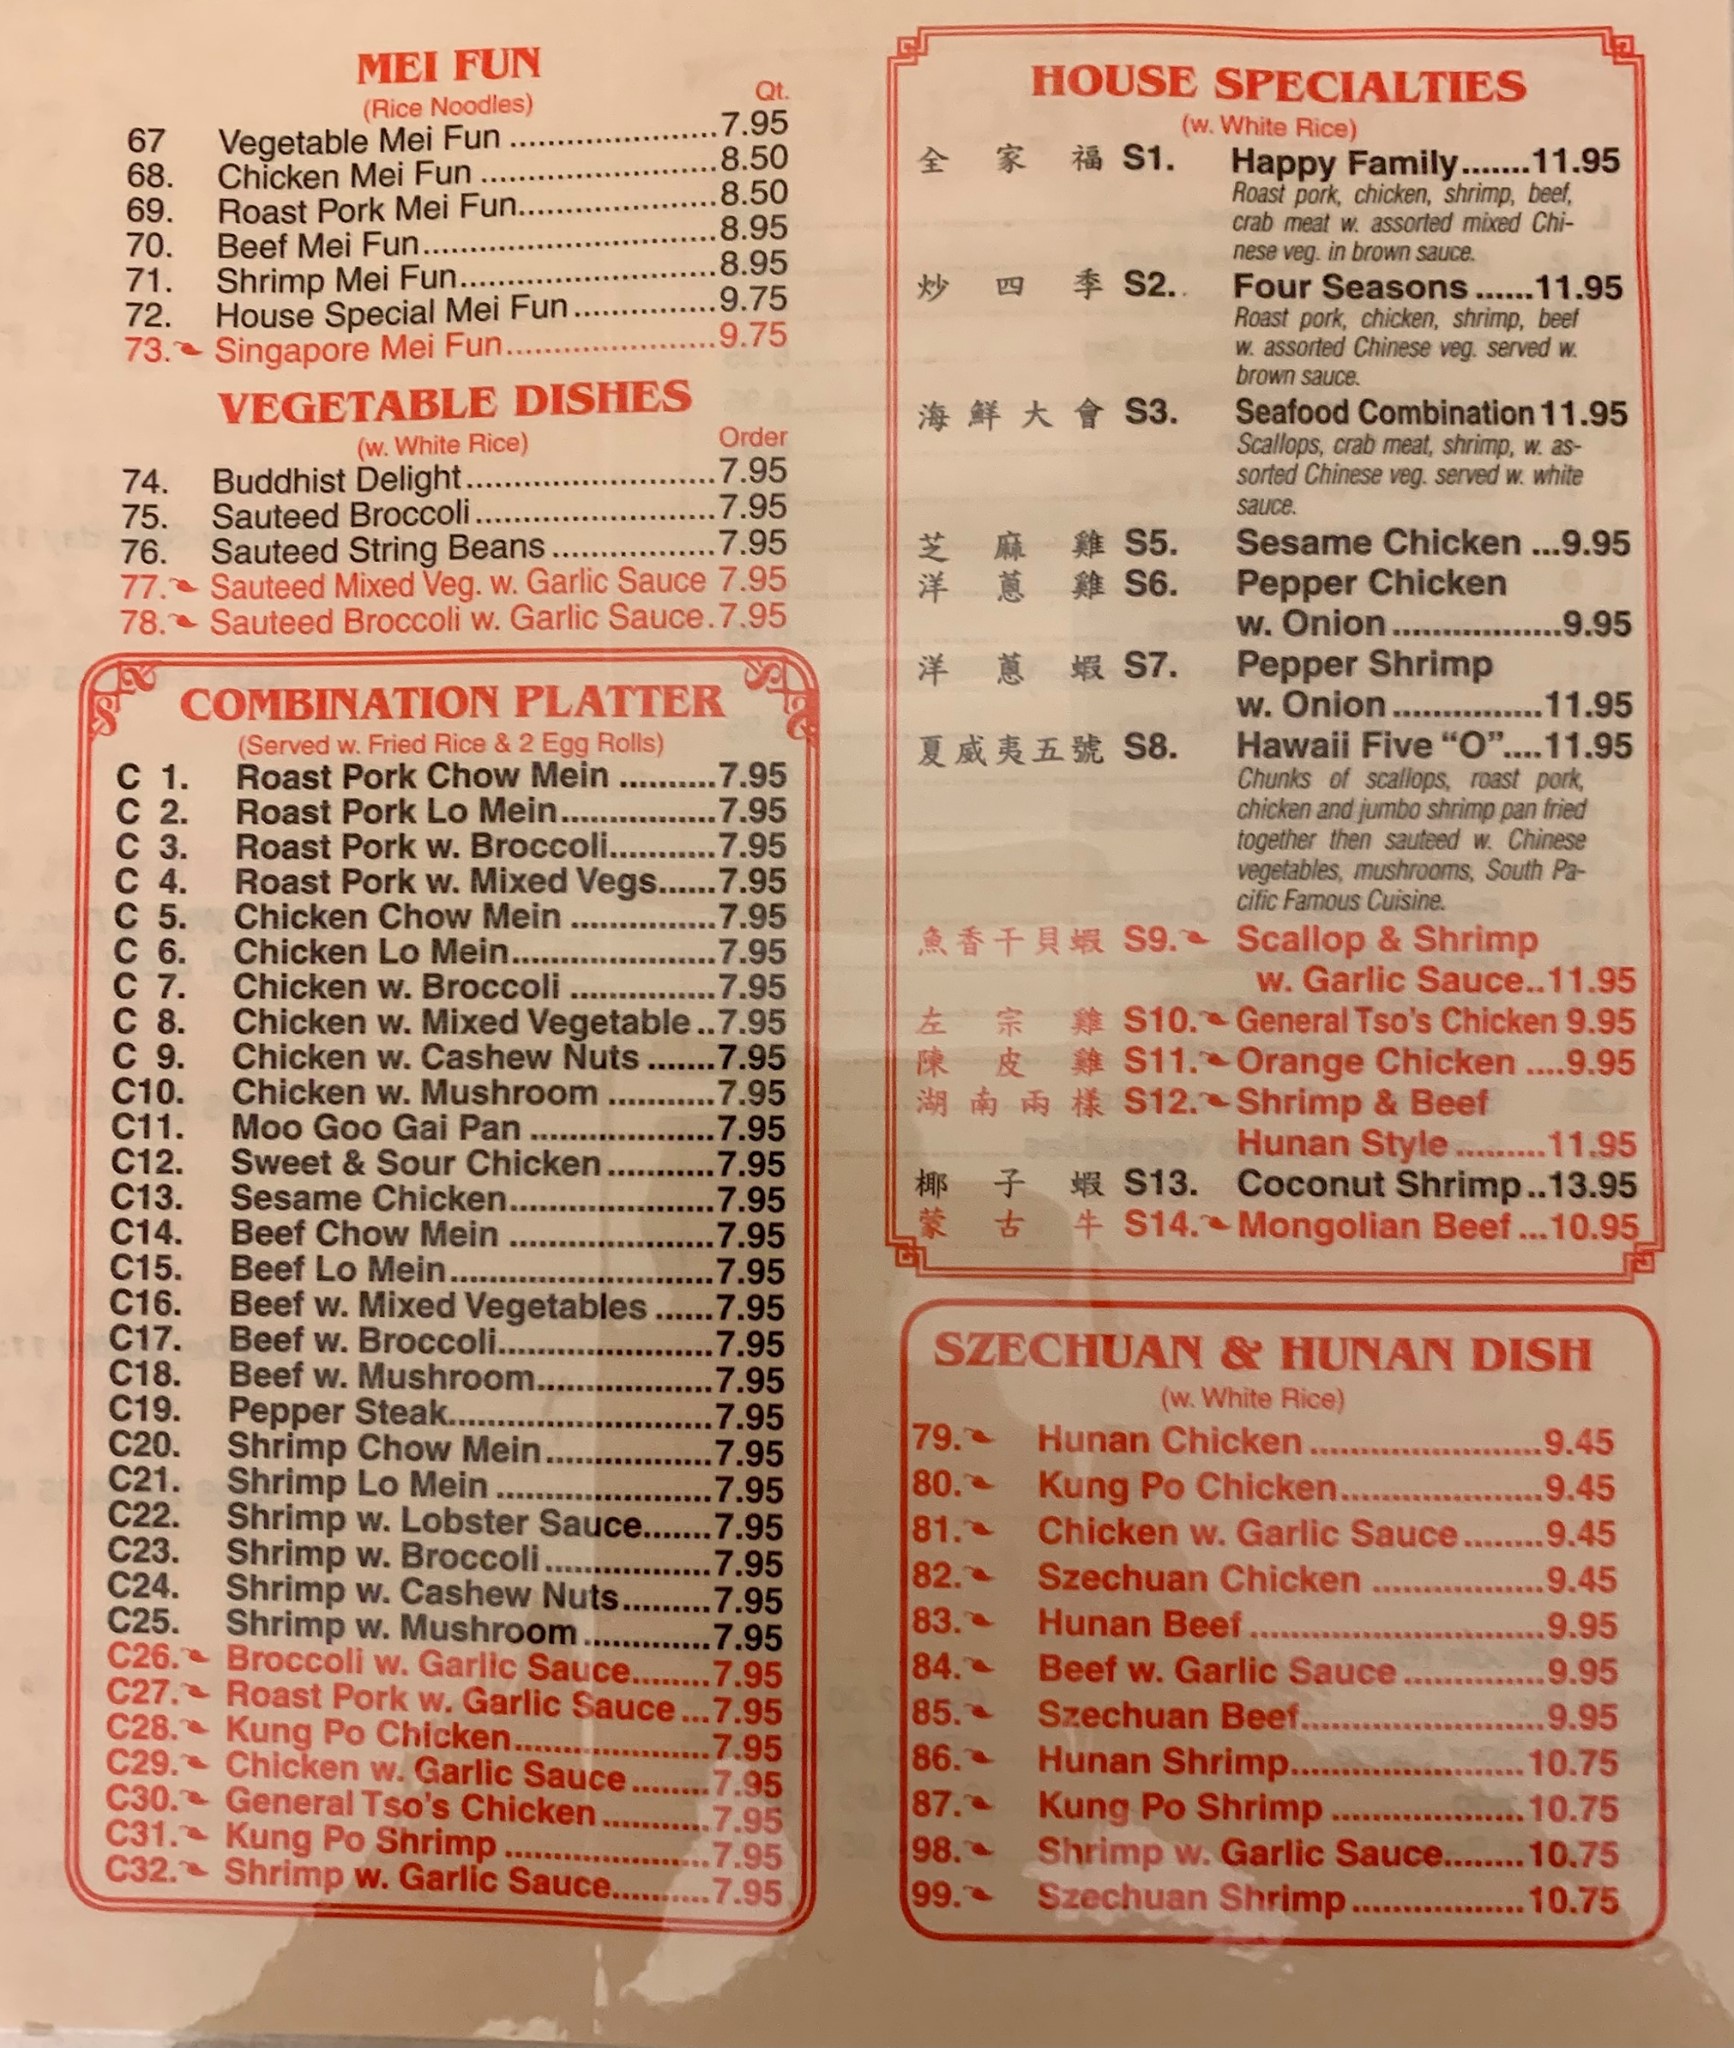 MEI FUN
(Rice Noodles) Qt.
67 Vegetable Mei Fun .....................7.95
68. Chicken Mei Fun ........................8.50
69. Roast Pork Mei Fun....................8.50
70. Beef Mei Fun..............................8.95
71. Shrimp Mei Fun..........................8.95
72. House Special Mei Fun ..............9.75
73. Singapore Mei Fun.....................9.75
VEGETABLE DISHES
(w. White Rice) Order
74. Buddhist Delight.........................7.95
75. Sauteed Broccoli........................7.95
76. Sauteed String Beans ................7.95
77. Sauteed Mixed Veg. w. Garlic Sauce 7.95
78. Sauteed Broccoli w. Garlic Sauce.7.95
COMBINATION PLATTER
(Served w. Fried Rice & 2 Egg Rolls)
C 1. Roast Pork Chow Mein ..........7.95
C 2. Roast Pork Lo Mein................7.95
C 3. Roast Pork w. Broccoli...........7.95
C 4. Roast Pork w. Mixed Vegs......7.95
C 5. Chicken Chow Mein ...............7.95
C 6. Chicken Lo Mein.....................7.95
C 7. Chicken w. Broccoli ...............7.95
C 8. Chicken w. Mixed Vegetable..7.95
C 9. Chicken w. Cashew Nuts .......7.95
C10. Chicken w. Mushroom ...........7.95
C11. Moo Goo Gai Pan ...................7.95
C12. Sweet & Sour Chicken...........7.95
C13. Sesame Chicken.....................7.95
C14. Beef Chow Mein .....................7.95
C15. Beef Lo Mein...........................7.95
C16. Beef w. Mixed Vegetables ......7.95
C17. Beef w. Broccoli......................7.95
C18. Beef w. Mushroom..................7.95
C19. Pepper Steak...........................7.95
C20. Shrimp Chow Mein.................7.95
C21. Shrimp Lo Mein ......................7.95
C22. Shrimp w. Lobster Sauce.......7.95
C23. Shrimp w. Broccoli.................7.95
C24. Shrimp w. Cashew Nuts.........7.95
C25. Shrimp w. Mushroom.............7.95
C26. Broccoli w. Garlic Sauce........7.95
C27. Roast Pork w. Garlic Sauce ...7.95
C28. Kung Po Chicken....................7.95
C29. Chicken w. Garlic Sauce ........7.95
C30. General Tso's Chicken ...........7.95
C31. Kung Po Shrimp .....................7.95
C32. Shrimp w. Garlic Sauce..........7.95
HOUSE SPECIALTIES
(w. White Rice)
全家福 S1. Happy Family.......11.95
Roast pork, chicken, shrimp, beef,
crab meat w. assorted mixed Chi-
nese veg. in brown sauce.
炒四季 S2. Four Seasons ......11.95
Roast pork, chicken, shrimp, beef
w. assorted Chinese veg. served w.
brown sauce.
海鮮大會 S3. Seafood Combination 11.95
Scallops, crab meat, shrimp, w. as-
sorted Chinese veg. served w. white
sauce.
芝麻雞 S5. Sesame Chicken ...9.95
洋蔥雞 S6. Pepper Chicken
w. Onion .................9.95
洋蔥蝦 S7. Pepper Shrimp
w. Onion ...............11.95
夏威夷五號 S8. Hawaii Five "O"....11.95
Chunks of scallops, roast pork,
chicken and jumbo shrimp pan fried
together then sauteed w. Chinese
vegetables, mushrooms, South Pa-
cific Famous Cuisine.
魚香干貝蝦 S9. Scallop & Shrimp
w. Garlic Sauce..11.95
左宗雞 S10. General Tso's Chicken 9.95
陳皮雞 S11. Orange Chicken ....9.95
湖南兩樣 S12. Shrimp & Beef
Hunan Style .........11.95
椰子蝦 S13. Coconut Shrimp..13.95
蒙古牛 S14. Mongolian Beef ...10.95
SZECHUAN & HUNAN DISH
(w. White Rice)
79. Hunan Chicken .......................9.45
80. Kung Po Chicken....................9.45
81. Chicken w. Garlic Sauce ........9.45
82. Szechuan Chicken .................9.45
83. Hunan Beef .............................9.95
84. Beef w. Garlic Sauce ..............9.95
85. Szechuan Beef........................9.95
86. Hunan Shrimp.......................10.75
87. Kung Po Shrimp ...................10.75
98. Shrimp w. Garlic Sauce........10.75
99. Szechuan Shrimp .................10.75